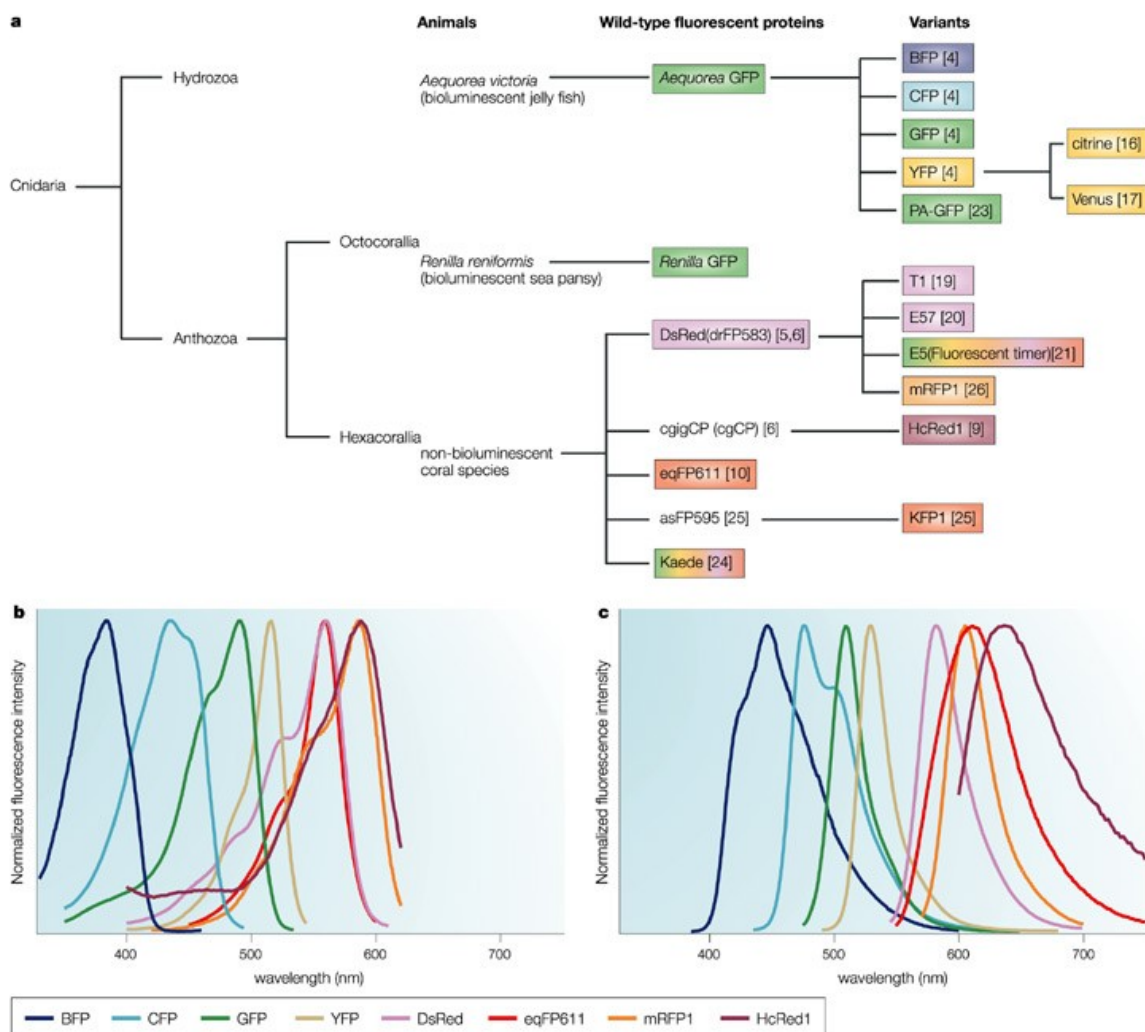 a
Animals
Wild-type fluorescent proteins
Variants
Hydrozoa
Aequorea victoria
(bioluminescent jelly fish)
Aequorea GFP
BFP [4]
CFP [4]
GFP [4]
YFP [4]
PA-GFP [23]
citrine [16]
Venus [17]
Cnidaria
Octocorallia
Renilla reniformis
(bioluminescent sea pansy)
Renilla GFP
Anthozoa
Hexacorallia
non-bioluminescent
coral species
DsRed(drFP583) [5,6]
T1 [19]
E57 [20]
E5(Fluorescent timer)[21]
mRFP1 [26]
cgigCP (cgCP) [6]
HcRed1 [9]
eqFP611 [10]
asFP595 [25]
KFP1 [25]
Kaede [24]
b
Normalized fluorescence intensity
400 500 600 700
wavelength (nm)
c
Normalized fluorescence intensity
400 500 600 700
wavelength (nm)
BFP CFP GFP YFP DsRed eqFP611 mRFP1 HcRed1